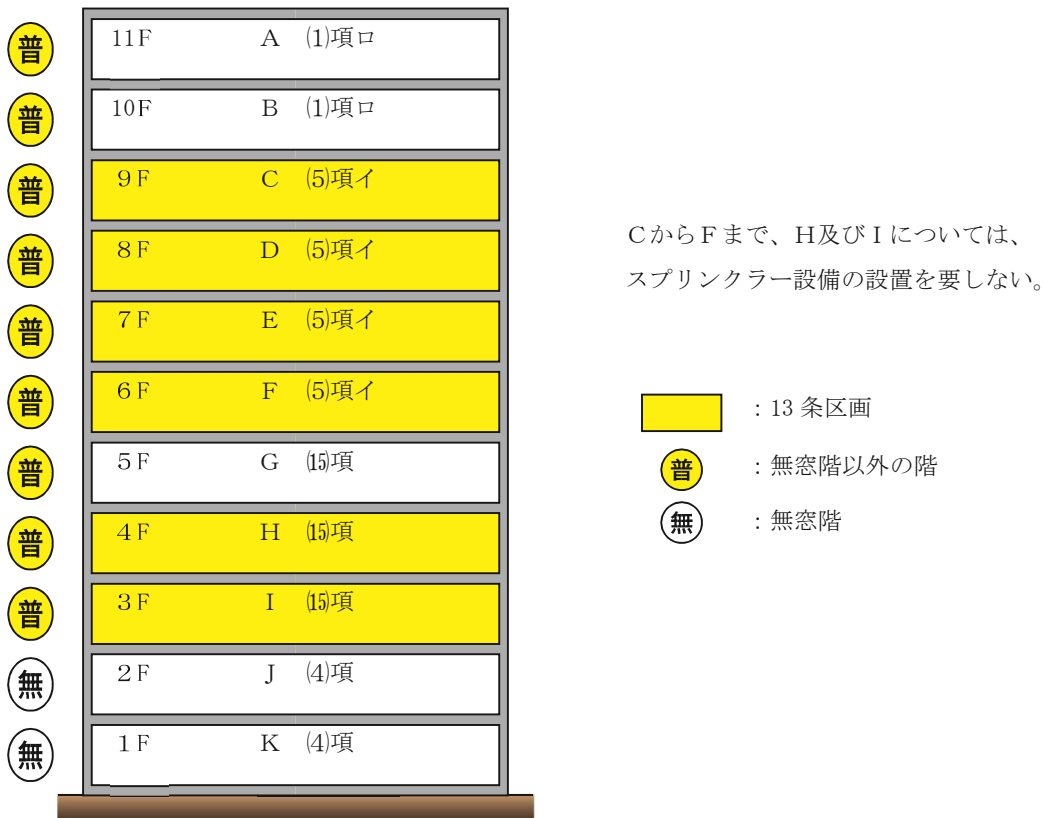 普 11F A (1)項ロ
普 10F B (1)項ロ
普 9F C (5)項イ
普 8F D (5)項イ
普 7F E (5)項イ
普 6F F (5)項イ
普 5F G (15)項
普 4F H (15)項
普 3F I (15)項
無 2F J (4)項
無 1F K (4)項
CからFまで、H及びIについては、
スプリンクラー設備の設置を要しない。
：13 条区画
普 ：無窓階以外の階
無 ：無窓階